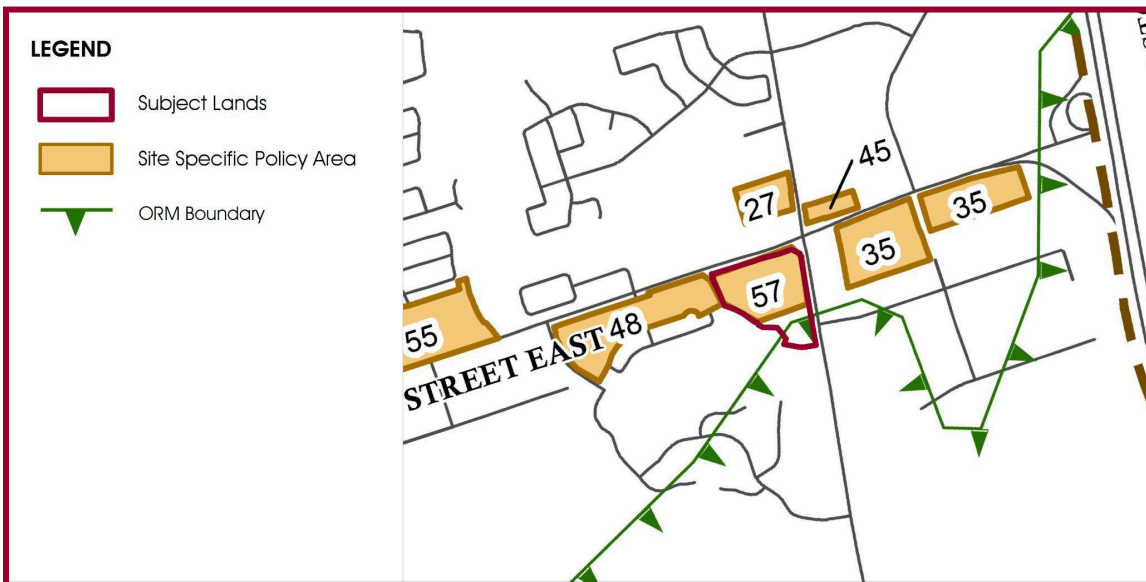 LEGEND
Subject Lands
Site Specific Policy Area
ORM Boundary
45
27
35
35
57
48
55
STREET EAST